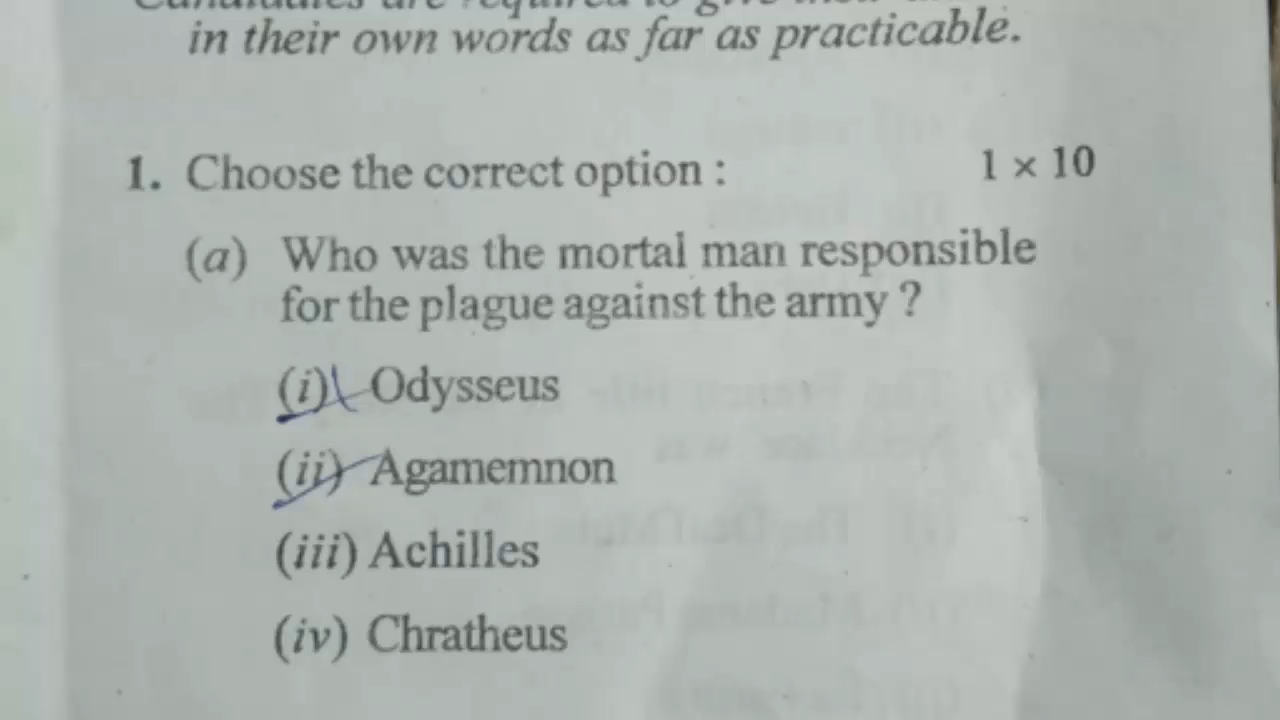 in their own words as far as practicable.
1. Choose the correct option : 1 × 10
(a) Who was the mortal man responsible
for the plague against the army ?
(i) Odysseus
(ii) Agamemnon
(iii) Achilles
(iv) Chratheus